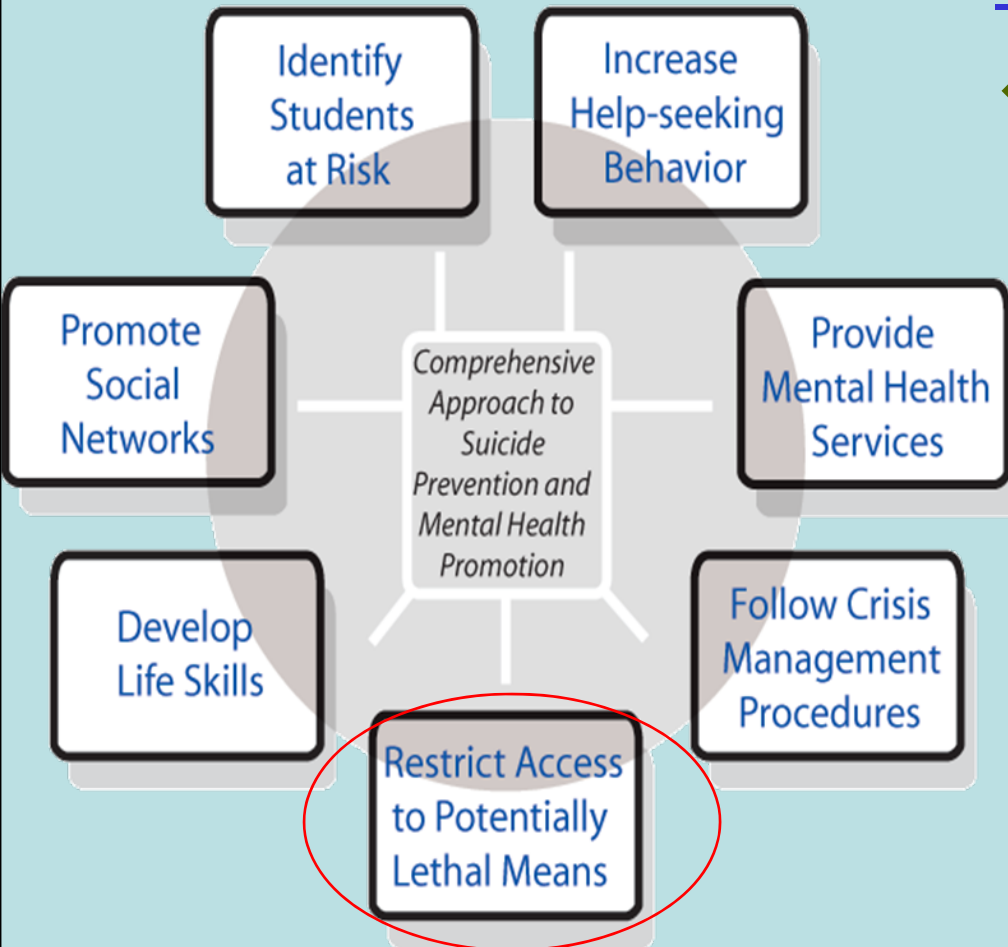 Identify
Students
at Risk
Increase
Help-seeking
Behavior
Promote
Social
Networks
Comprehensive
Approach to
Suicide
Prevention and
Mental Health
Promotion
Provide
Mental Health
Services
Develop
Life Skills
Follow Crisis
Management
Procedures
Restrict Access
to Potentially
Lethal Means